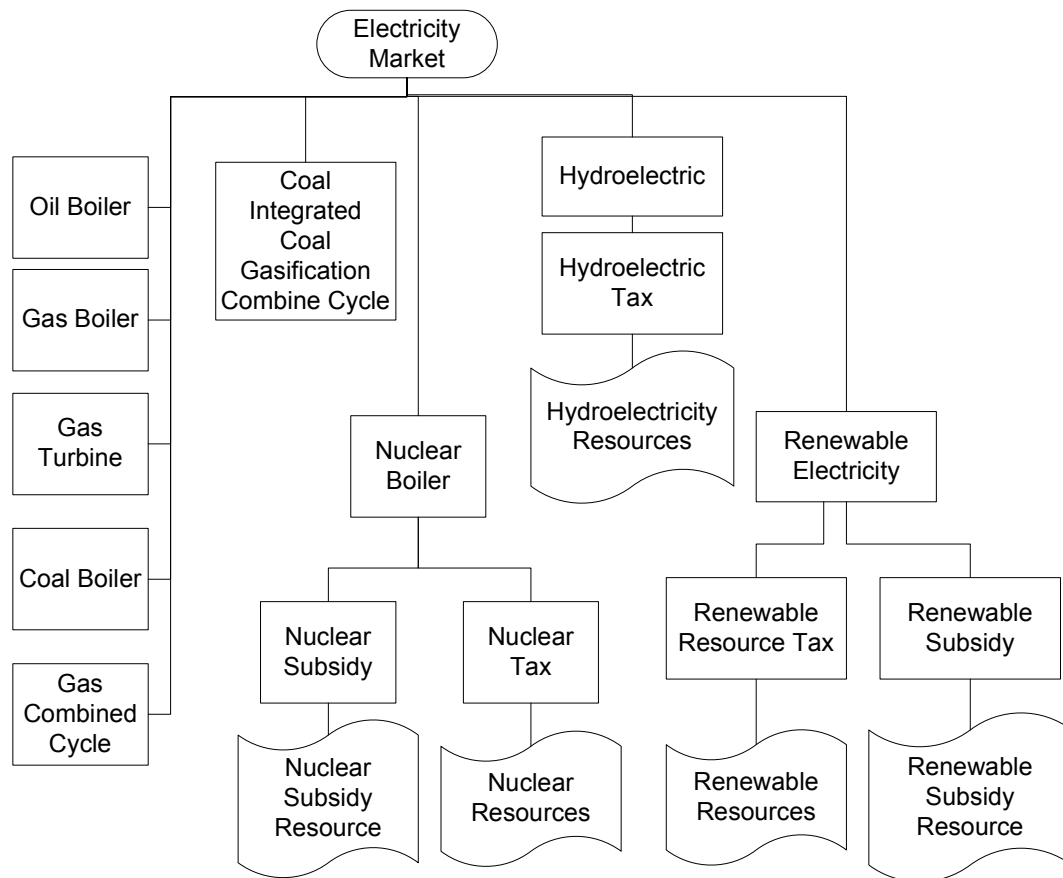 Electricity
Market
Oil Boiler
Gas Boiler
Gas
Turbine
Coal Boiler
Gas
Combined
Cycle
Coal
Integrated
Coal
Gasification
Combine Cycle
Nuclear
Boiler
Nuclear
Subsidy
Nuclear
Tax
Nuclear
Subsidy
Resource
Nuclear
Resources
Hydroelectric
Hydroelectric
Tax
Hydroelectricity
Resources
Renewable
Electricity
Renewable
Resource Tax
Renewable
Subsidy
Renewable
Resources
Renewable
Subsidy
Resource